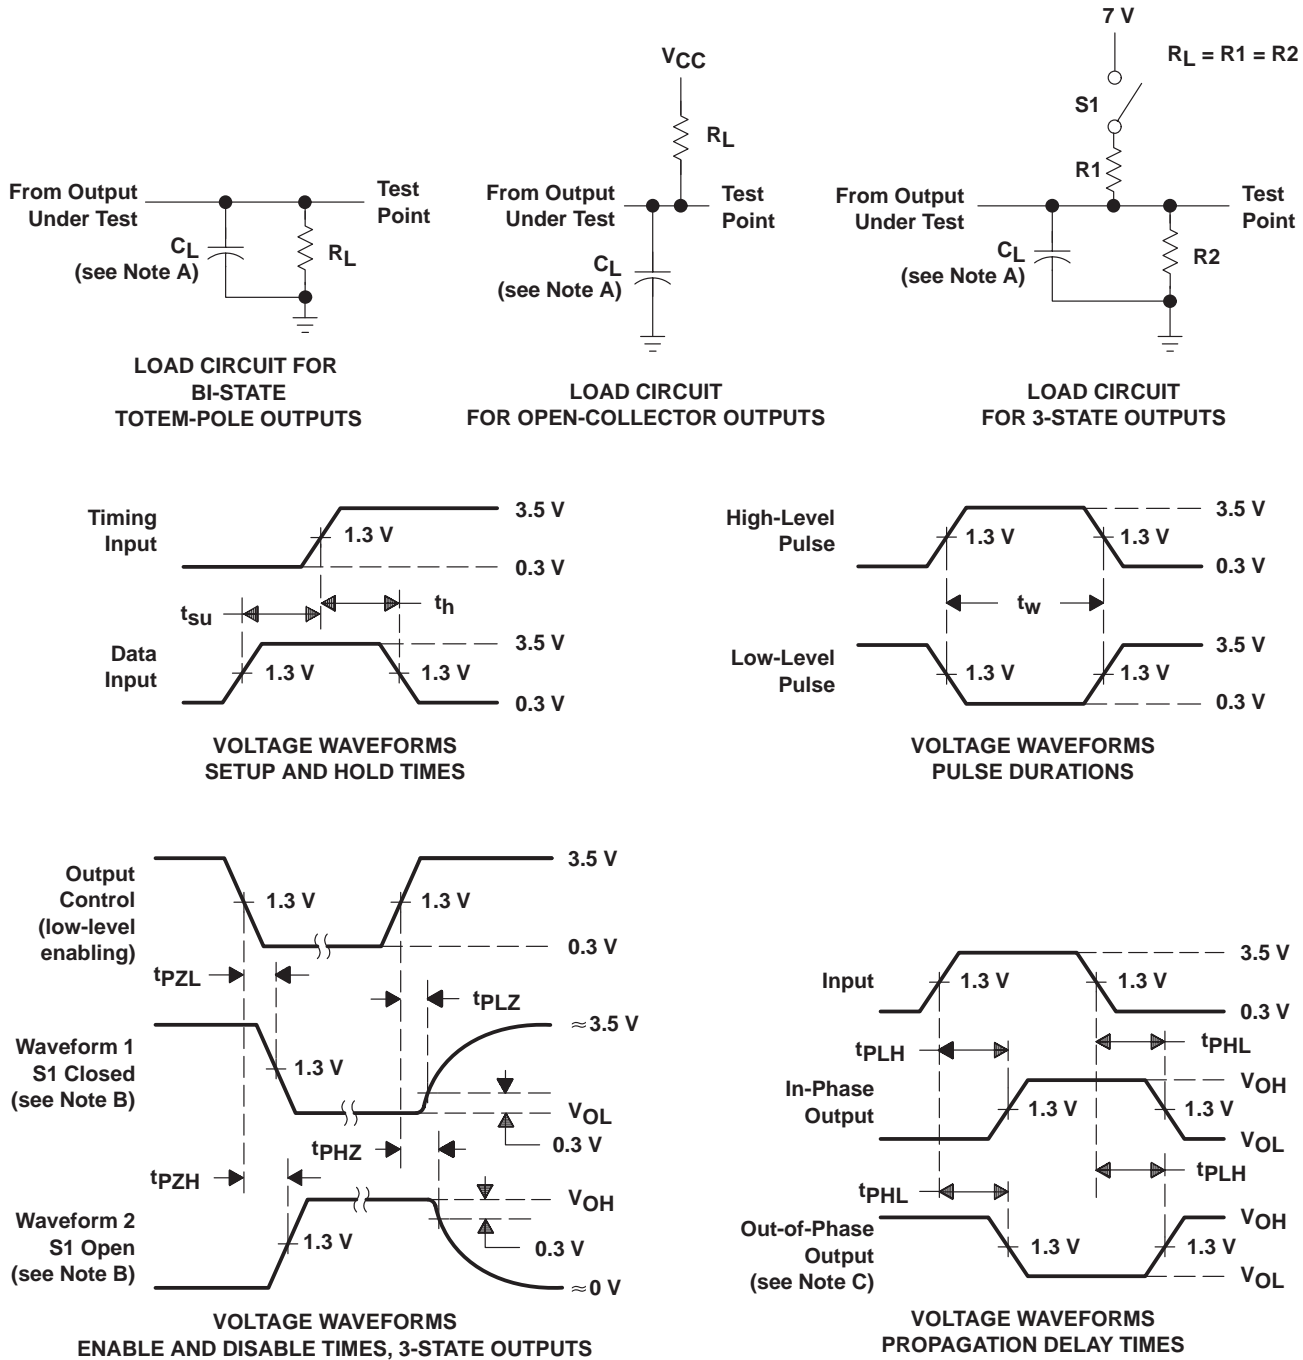 7 V
RL = R1 = R2
VCC
S1
RL
R1
From Output
Under Test
Test
Point
From Output
Under Test
Test
Point
From Output
Under Test
Test
Point
CL
(see Note A)
RL
CL
(see Note A)
CL
(see Note A)
R2
LOAD CIRCUIT FOR
BI-STATE
TOTEM-POLE OUTPUTS
LOAD CIRCUIT
FOR OPEN-COLLECTOR OUTPUTS
LOAD CIRCUIT
FOR 3-STATE OUTPUTS
Timing
Input
1.3 V
3.5 V
0.3 V
tsu
th
Data
Input
1.3 V
1.3 V
3.5 V
0.3 V
VOLTAGE WAVEFORMS
SETUP AND HOLD TIMES
High-Level
Pulse
1.3 V
1.3 V
3.5 V
0.3 V
tw
Low-Level
Pulse
1.3 V
1.3 V
3.5 V
0.3 V
VOLTAGE WAVEFORMS
PULSE DURATIONS
Output
Control
(low-level
enabling)
1.3 V
1.3 V
3.5 V
0.3 V
tPZL
tPLZ
Waveform 1
S1 Closed
(see Note B)
1.3 V
≈3.5 V
VOL
0.3 V
tPHZ
tPZH
Waveform 2
S1 Open
(see Note B)
1.3 V
VOH
0.3 V
≈0 V
VOLTAGE WAVEFORMS
ENABLE AND DISABLE TIMES, 3-STATE OUTPUTS
Input
1.3 V
1.3 V
3.5 V
0.3 V
tPLH
tPHL
In-Phase
Output
1.3 V
1.3 V
VOH
VOL
tPHL
tPLH
Out-of-Phase
Output
(see Note C)
1.3 V
1.3 V
VOH
VOL
VOLTAGE WAVEFORMS
PROPAGATION DELAY TIMES